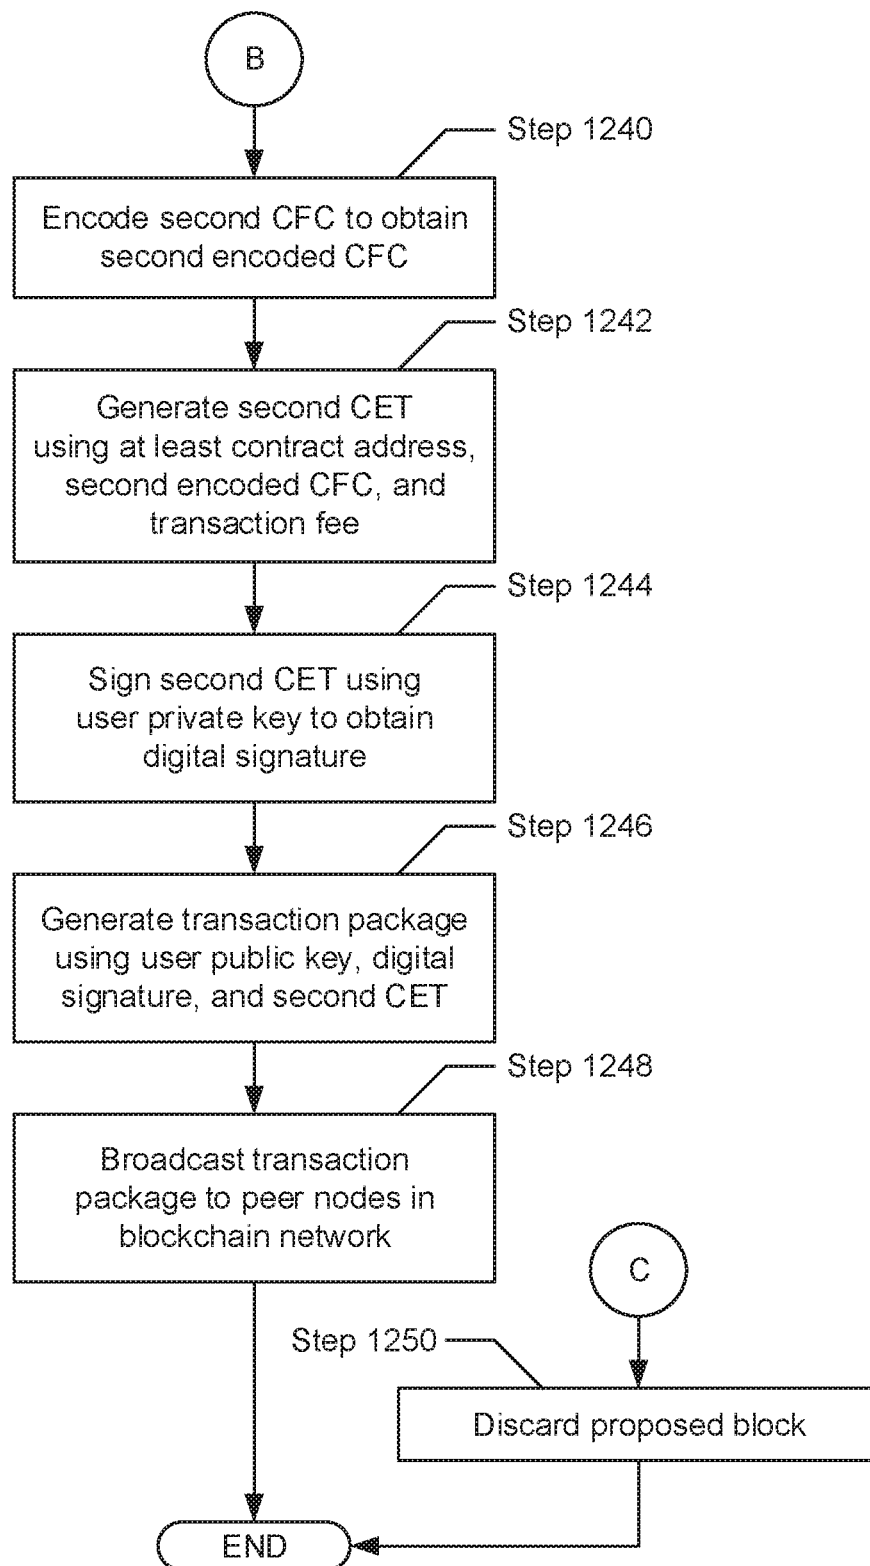 B
Step 1240
Encode second CFC to obtain
second encoded CFC
Step 1242
Generate second CET
using at least contract address,
second encoded CFC, and
transaction fee
Step 1244
Sign second CET using
user private key to obtain
digital signature
Step 1246
Generate transaction package
using user public key, digital
signature, and second CET
Step 1248
Broadcast transaction
package to peer nodes in
blockchain network
C
Step 1250
Discard proposed block
END